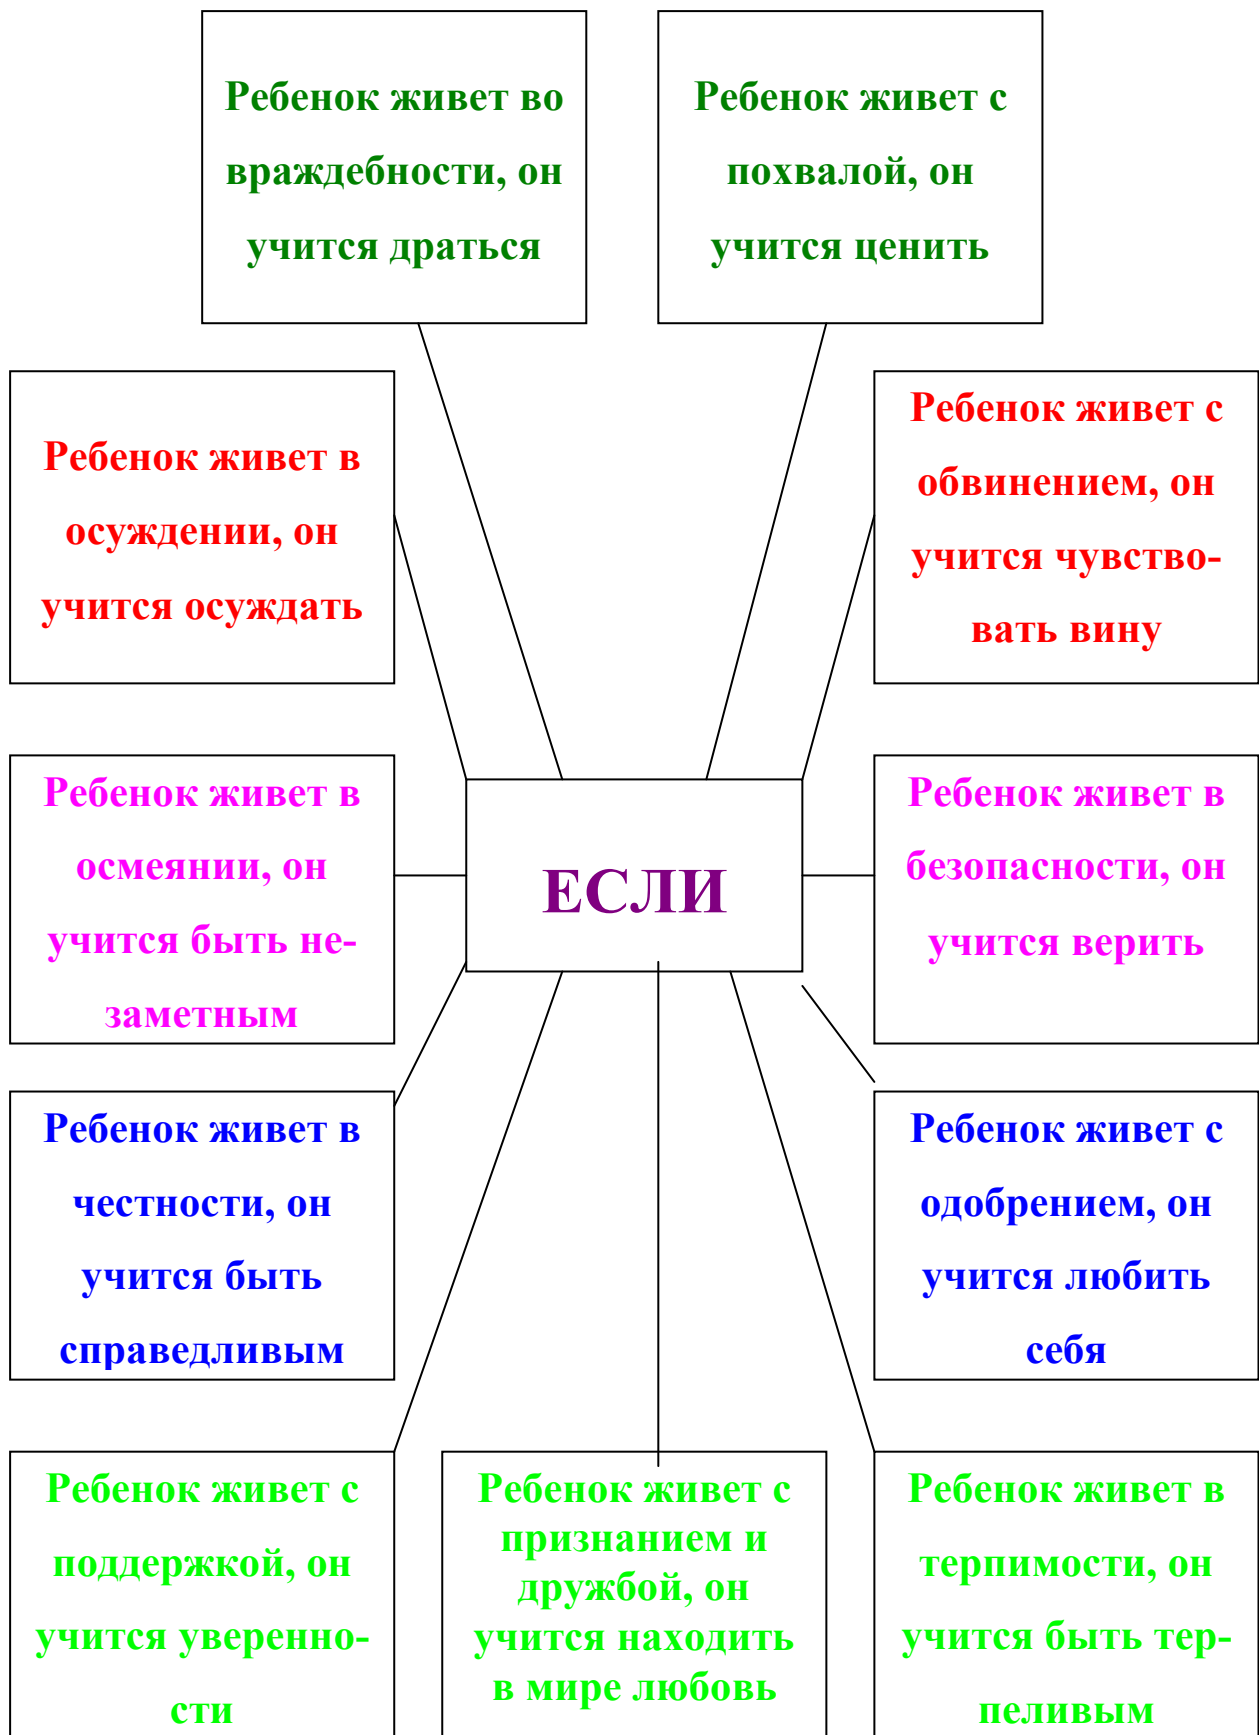 Ребенок живет во
враждебности, он
учится драться
Ребенок живет с
похвалой, он
учится ценить
Ребенок живет в
осуждении, он
учится осуждать
Ребенок живет с
обвинением, он
учится чувство-
вать вину
Ребенок живет в
осмеянии, он
учится быть не-
заметным
ЕСЛИ
Ребенок живет в
безопасности, он
учится верить
Ребенок живет в
честности, он
учится быть
справедливым
Ребенок живет с
одобрением, он
учится любить
себя
Ребенок живет с
поддержкой, он
учится уверенно-
сти
Ребенок живет с
признанием и
дружбой, он
учится находить
в мире любовь
Ребенок живет в
терпимости, он
учится быть тер-
пеливым